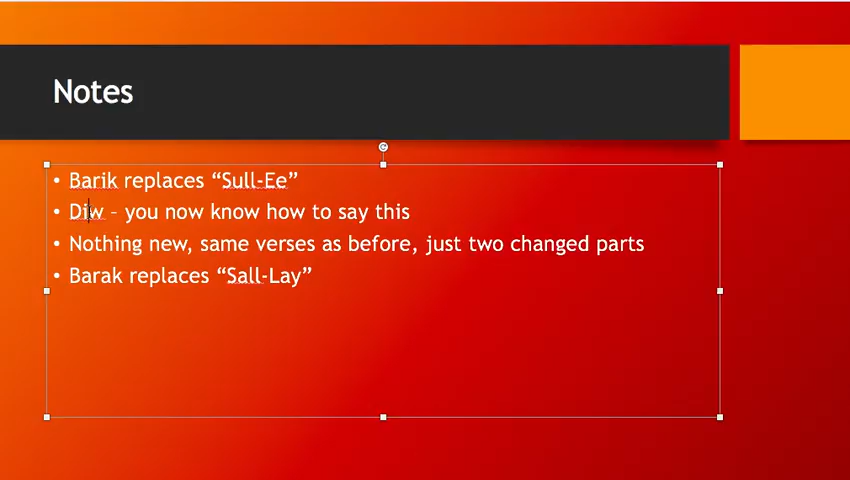 Notes
• Barik replaces “Sull-Ee”
• Diw – you now know how to say this
• Nothing new, same verses as before, just two changed parts
• Barak replaces “Sall-Lay”